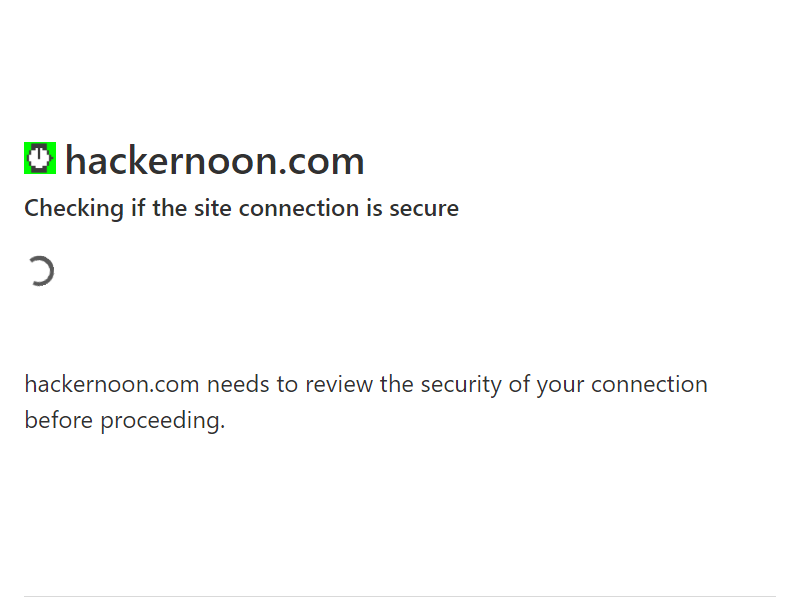 hackernoon.com
Checking if the site connection is secure
hackernoon.com needs to review the security of your connection
before proceeding.